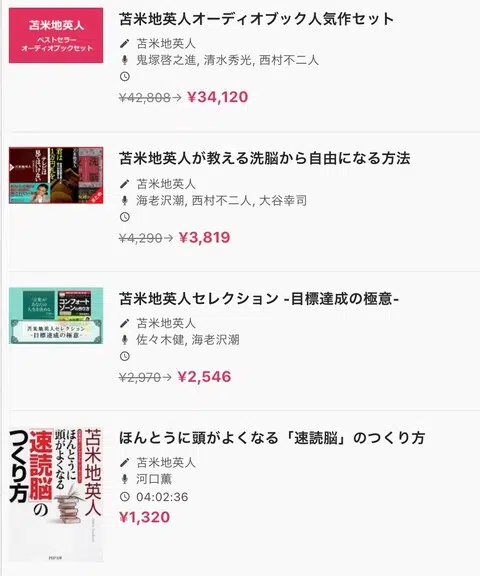 苫米地英人
ベストセラー
オーディオブックセット
苫米地英人オーディオブック人気作セット
苫米地英人
鬼塚啓之進, 清水秀光, 西村不二人
¥42,808→ ¥34,120
洗脳
苫米地英人が教える洗脳から自由になる方法
苫米地英人
海老沢潮, 西村不二人, 大谷幸司
¥4,290→ ¥3,819
コンフォート
ゾーンの作り方
苫米地英人セレクション
-目標達成の極意-
苫米地英人セレクション -目標達成の極意-
苫米地英人
佐々木健, 海老沢潮
¥2,970→ ¥2,546
苫米地英人
ほんとうに
頭がよくなる
「速読脳」の
つくり方
ほんとうに頭がよくなる「速読脳」のつくり方
苫米地英人
河口薫
04:02:36
¥1,320